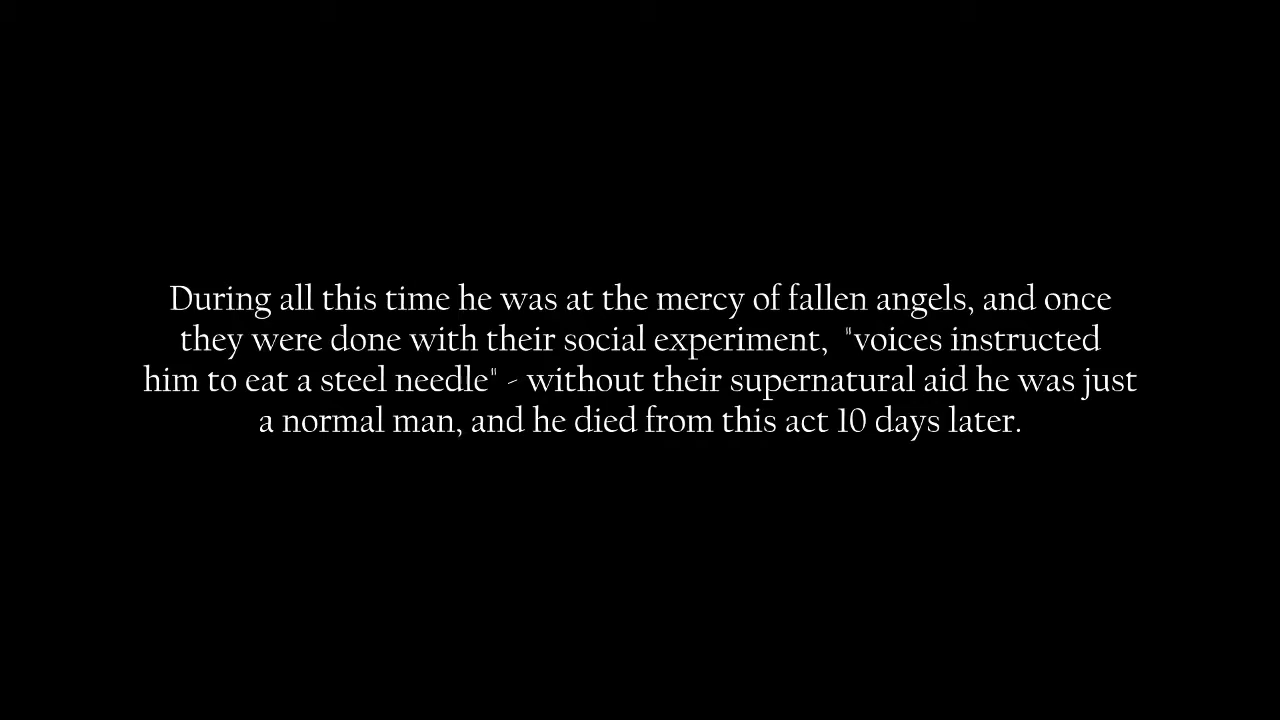 During all this time he was at the mercy of fallen angels, and once
they were done with their social experiment,  "voices instructed
him to eat a steel needle" - without their supernatural aid he was just
a normal man, and he died from this act 10 days later.